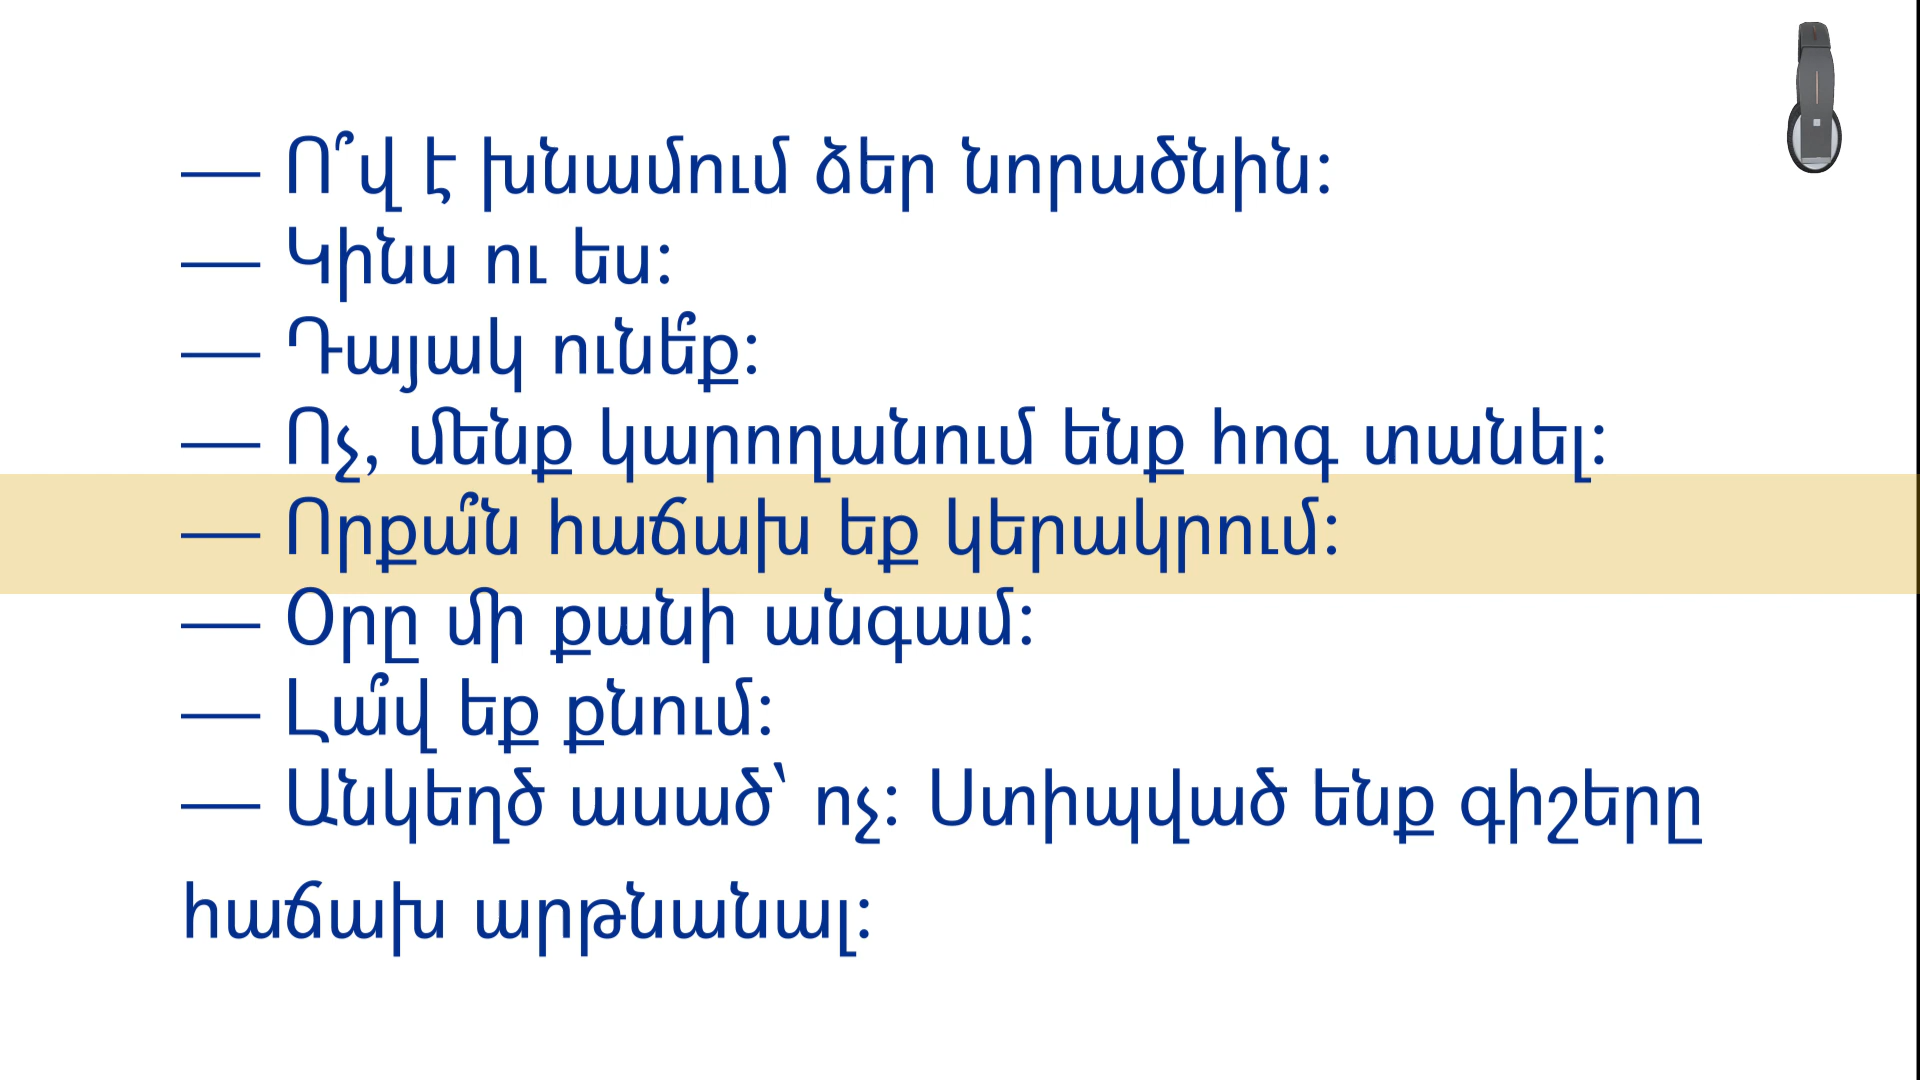 — Ո՞վ է խնամում ձեր նորածնին:
— Կինս ու ես:
— Դայակ ունե՞ք:
— Ոչ, մենք կարողանում ենք հոգ տանել:
— Որքա՞ն հաճախ եք կերակրում:
— Օրը մի քանի անգամ:
— Լա՞վ եք քնում:
— Անկեղծ ասած՝ ոչ: Ստիպված ենք գիշերը
հաճախ արթնանալ: